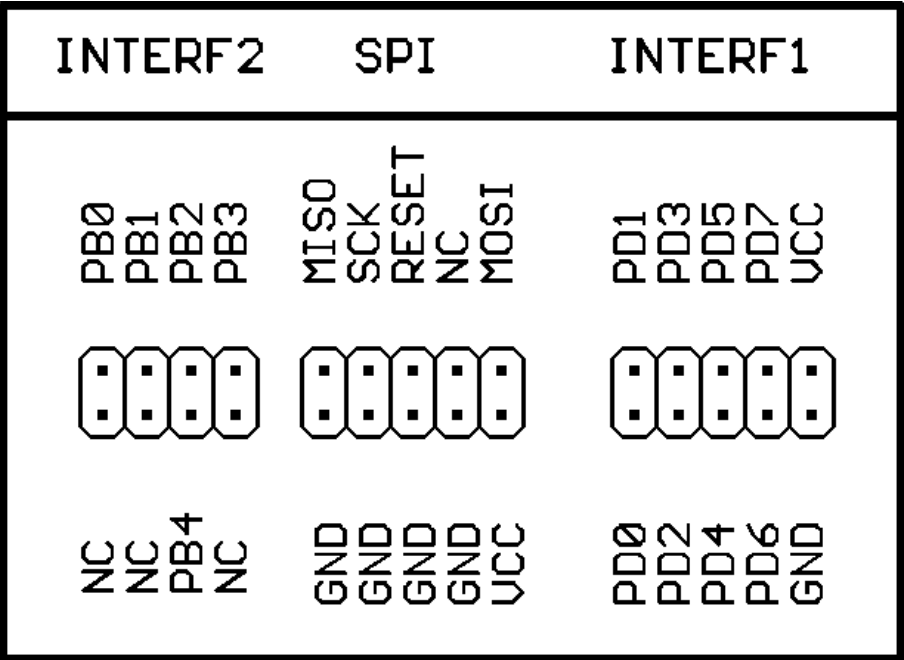 INTERF2 SPI INTERF1
PB0 PB1 PB2 PB3 MISO SCK RESET NC MOSI PD1 PD3 PD5 PD7 VCC
NC NC PB4 NC GND GND GND GND VCC PD0 PD2 PD4 PD6 GND